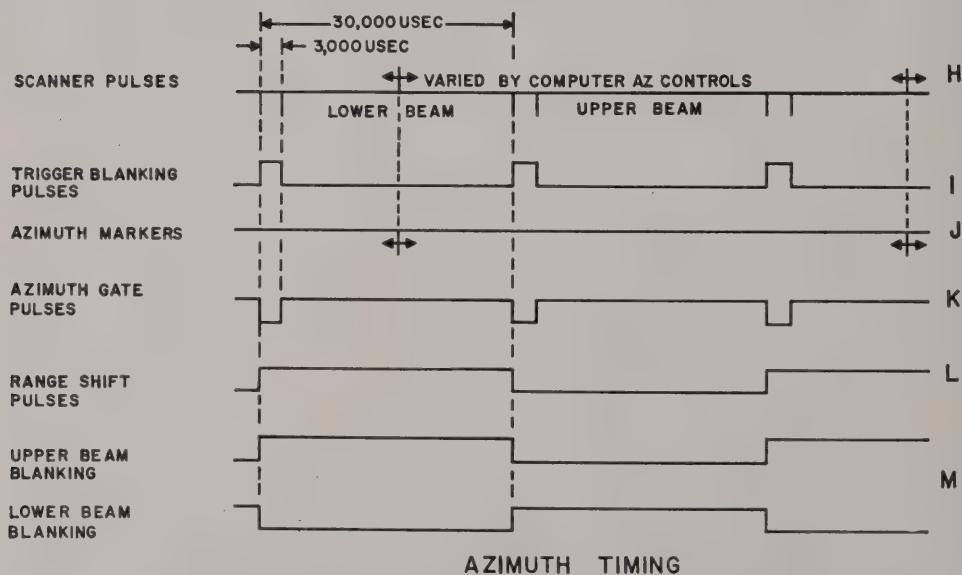 30,000 USEC
3,000 USEC
SCANNER PULSES
VARIED BY COMPUTER AZ CONTROLS
H
LOWER BEAM
UPPER BEAM
TRIGGER BLANKING
PULSES
I
AZIMUTH MARKERS
J
AZIMUTH GATE
PULSES
K
RANGE SHIFT
PULSES
L
UPPER BEAM
BLANKING
M
LOWER BEAM
BLANKING
AZIMUTH TIMING